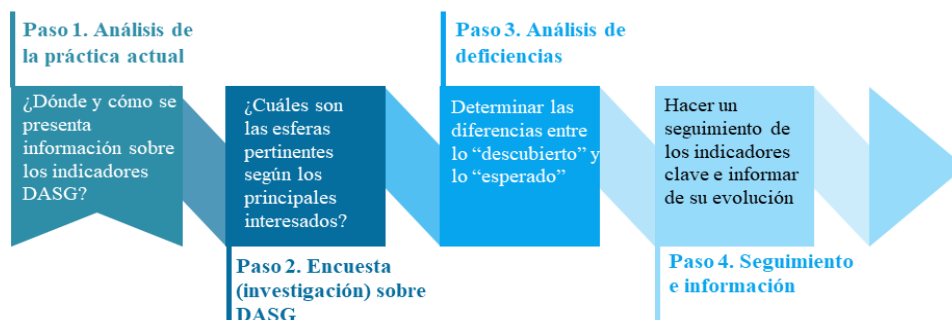 Paso 1. Análisis de
la práctica actual
¿Dónde y cómo se
presenta
información sobre
los indicadores
DASG?
¿Cuáles son
las esferas
pertinentes
según los
principales
interesados?
Paso 2. Encuesta
(investigación) sobre
DASG
Paso 3. Análisis de
deficiencias
Determinar las
diferencias entre
lo “descubierto” y
lo “esperado”
Hacer un
seguimiento de
los indicadores
clave e informar
de su evolución
Paso 4. Seguimiento
e información